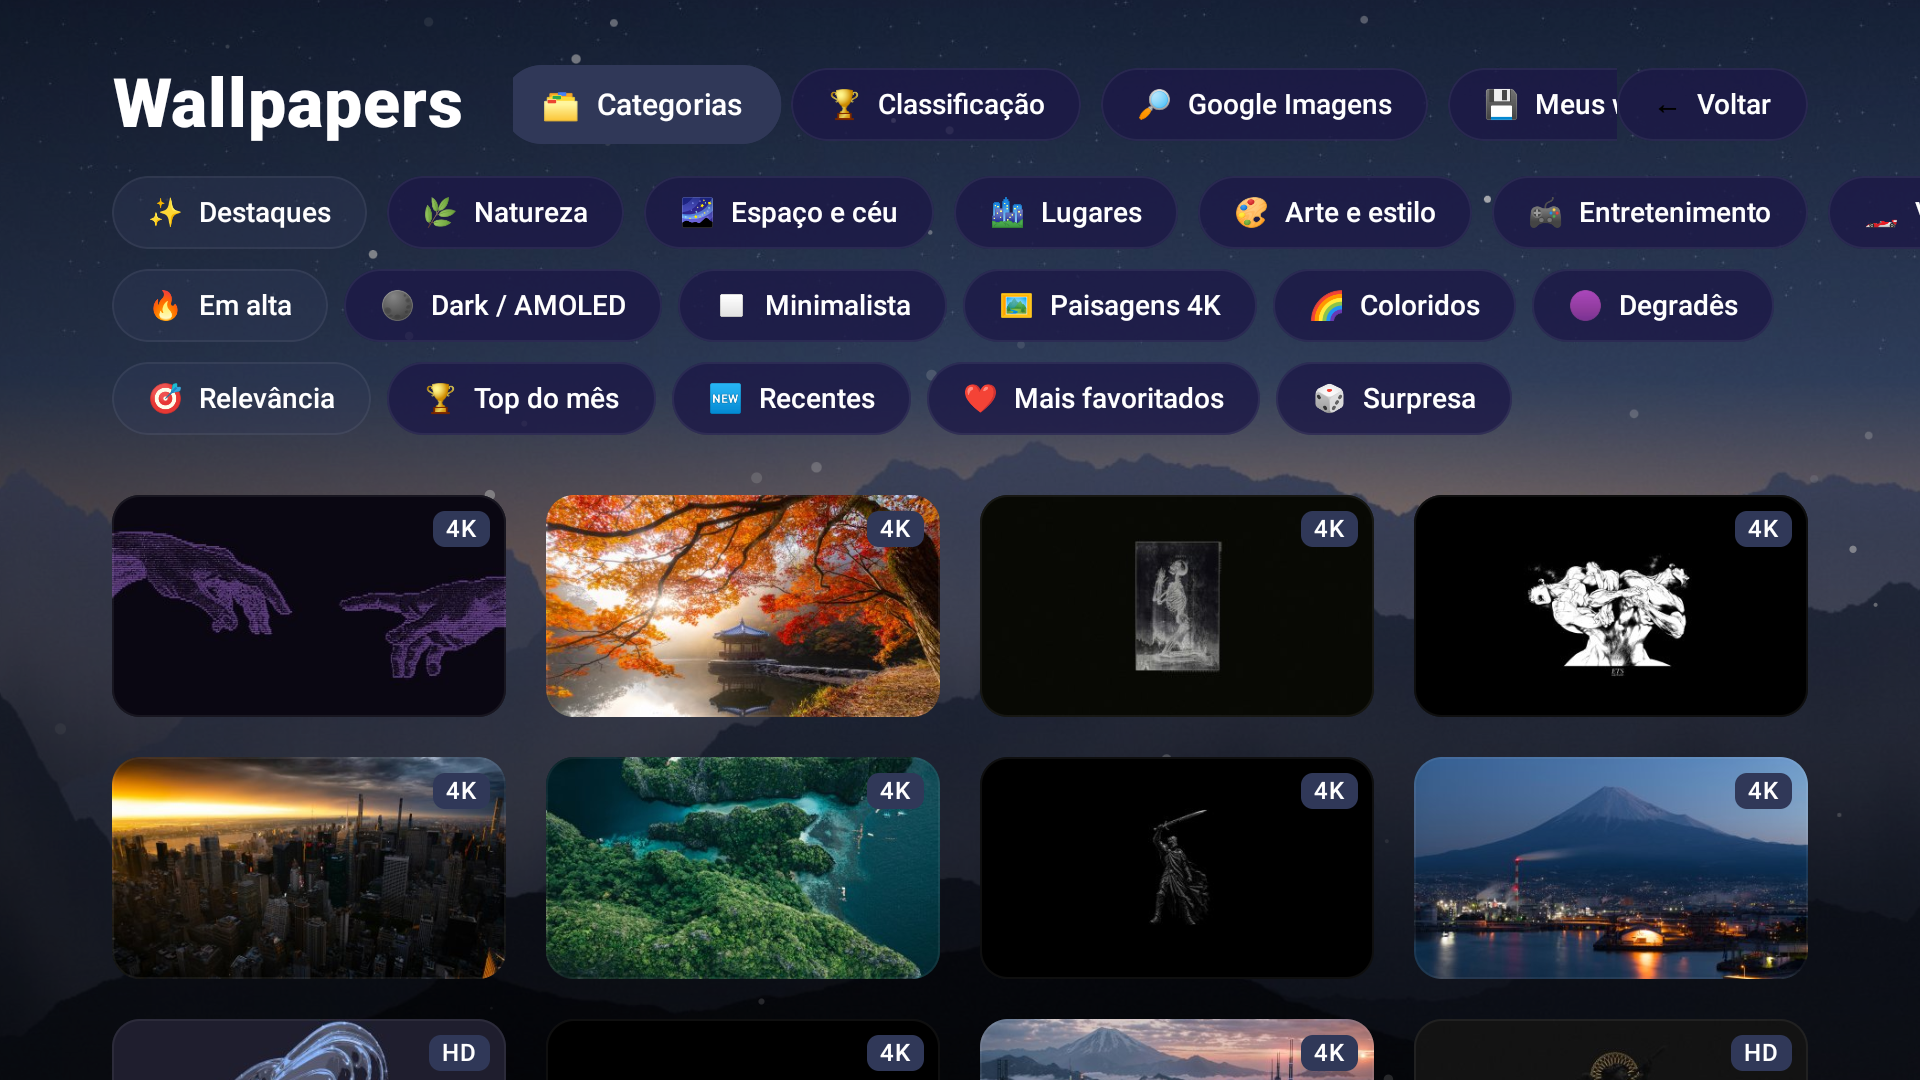 Wallpapers
Categorias
Classificação
Google Imagens
Meus
← Voltar
Destaques
Natureza
Espaço e céu
Lugares
Arte e estilo
Entretenimento
Em alta
Dark / AMOLED
Minimalista
Paisagens 4K
Coloridos
Degradês
Relevância
Top do mês
NEW
Recentes
Mais favoritados
Surpresa
4K
4K
4K
4K
4K
4K
4K
4K
HD
4K
4K
HD